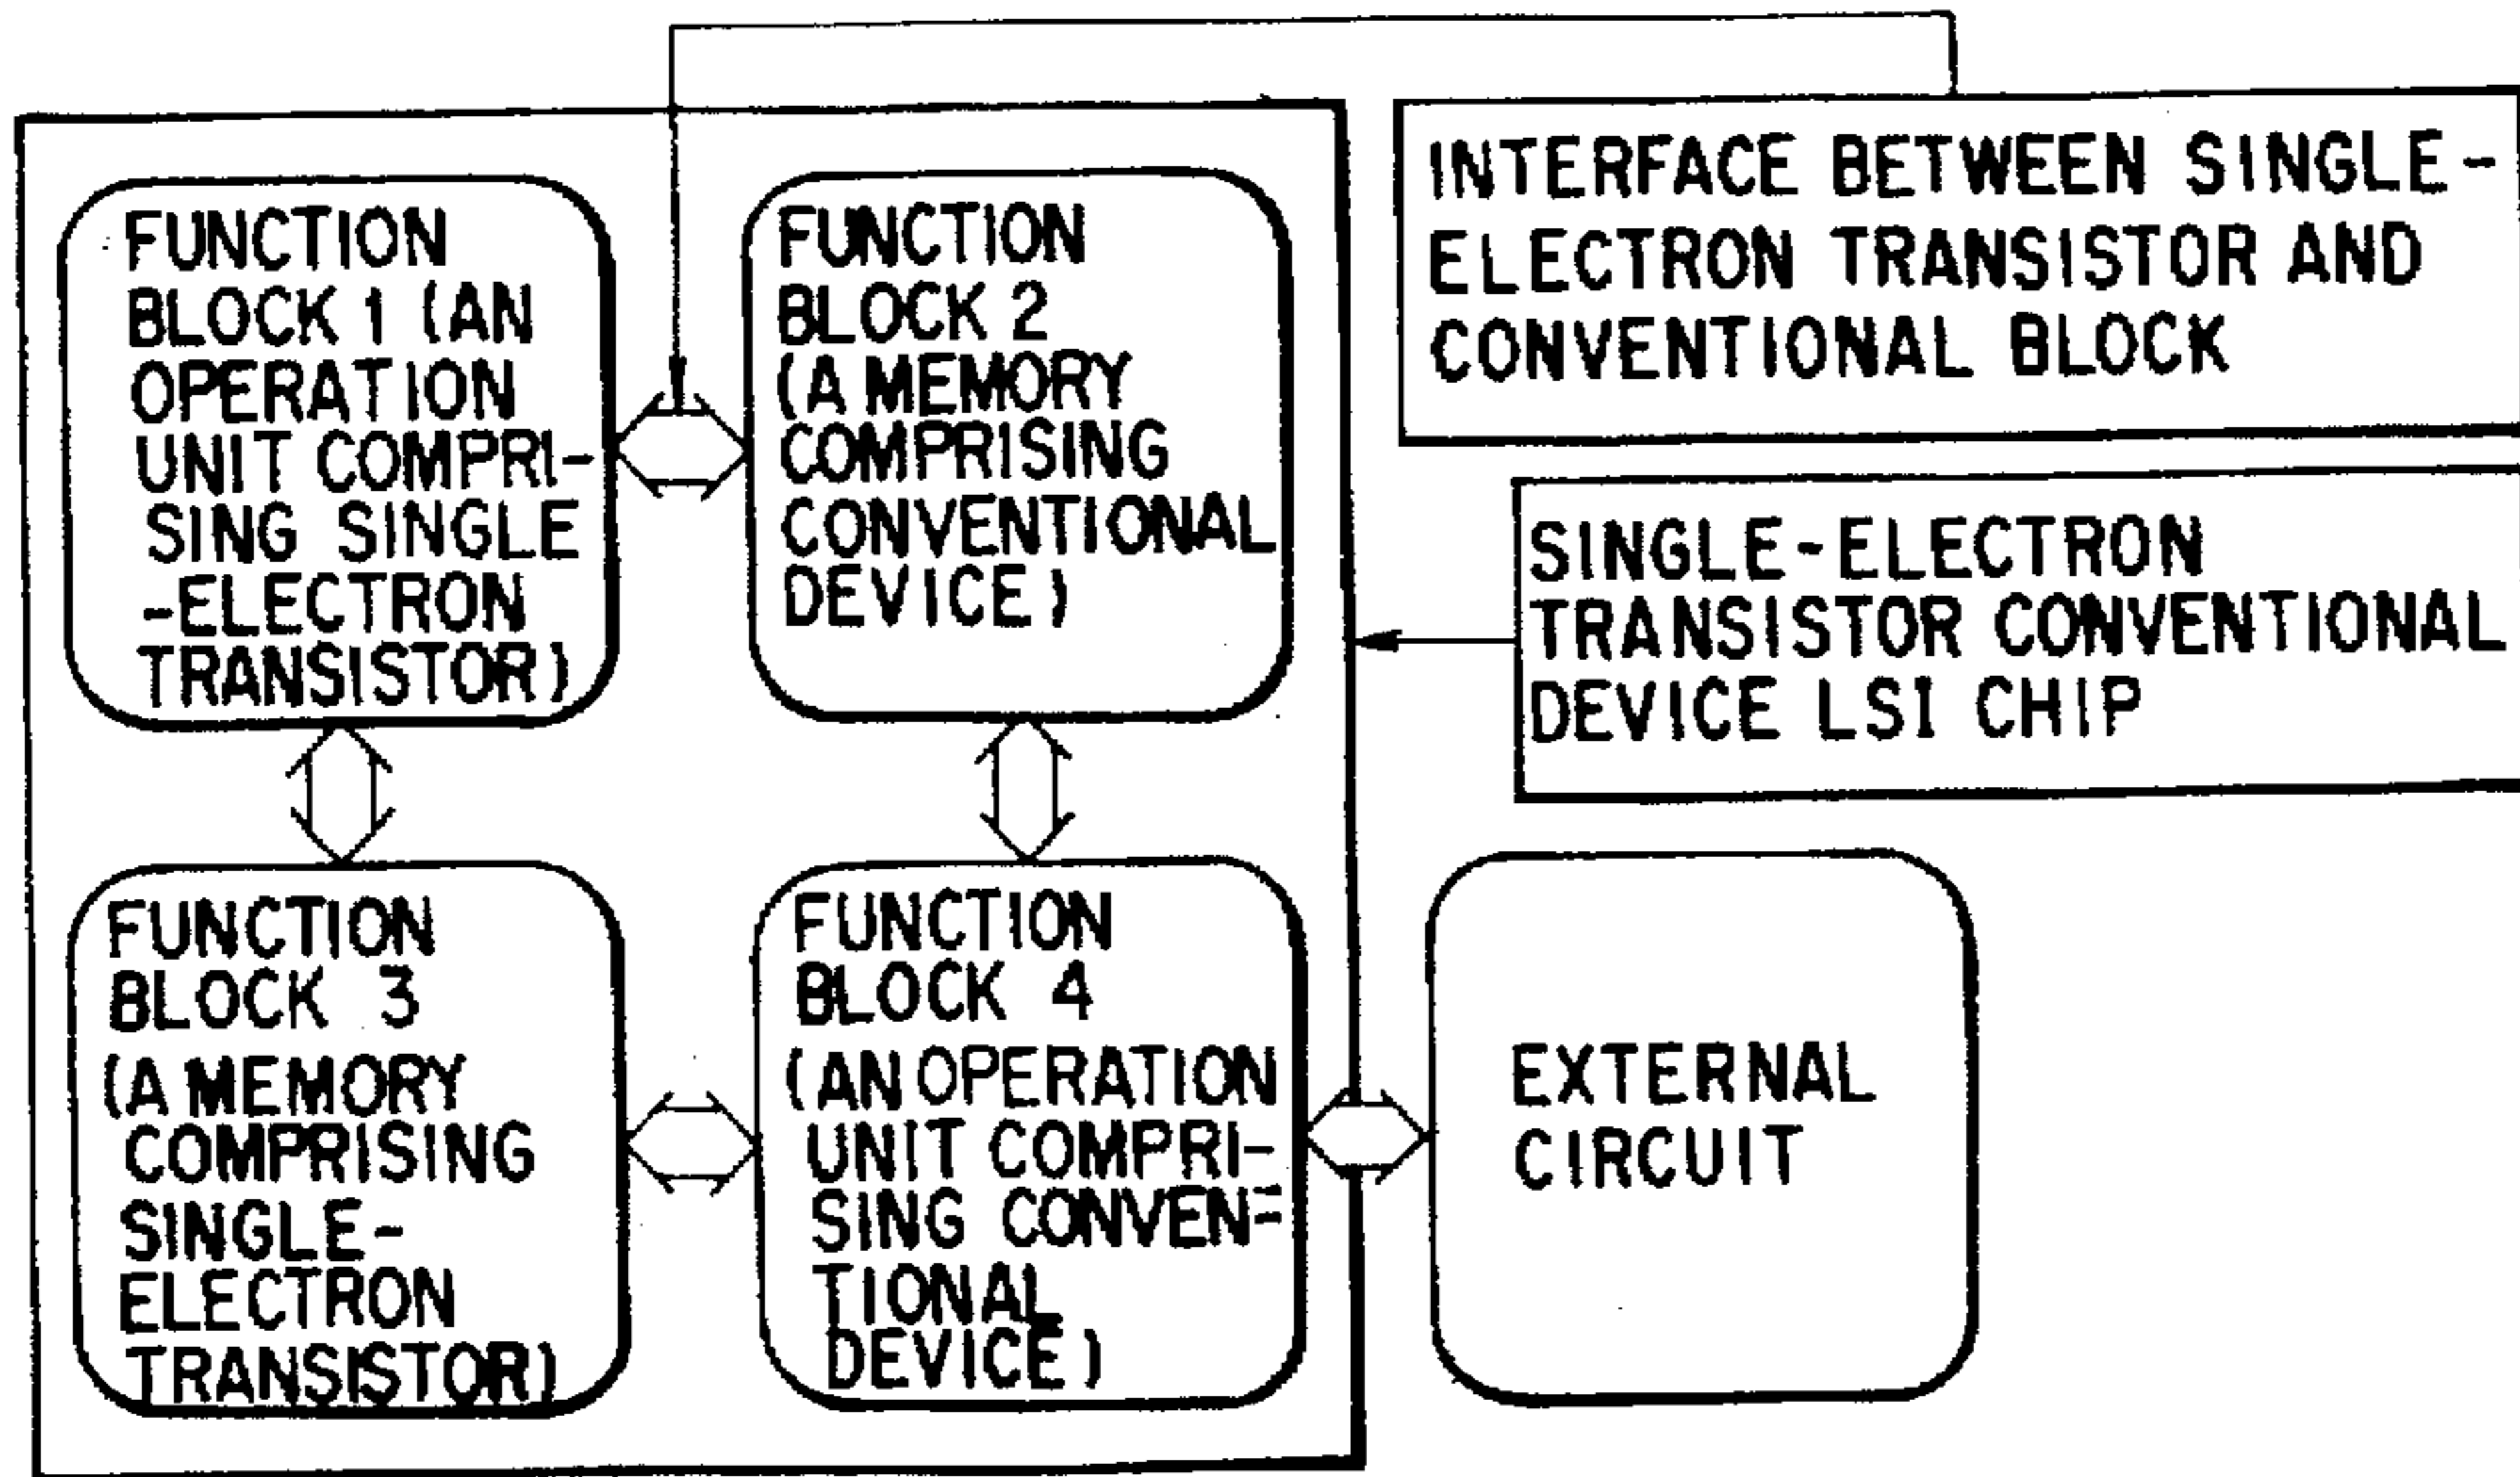 FUNCTION
BLOCK 1 (AN
OPERATION
UNIT COMPRI-
SING SINGLE
-ELECTRON
TRANSISTOR)
FUNCTION
BLOCK 2
(A MEMORY
COMPRISING
CONVENTIONAL
DEVICE)
INTERFACE BETWEEN SINGLE-
ELECTRON TRANSISTOR AND
CONVENTIONAL BLOCK
SINGLE-ELECTRON
TRANSISTOR CONVENTIONAL
DEVICE LSI CHIP
FUNCTION
BLOCK 3
(A MEMORY
COMPRISING
SINGLE-
ELECTRON
TRANSISTOR)
FUNCTION
BLOCK 4
(AN OPERATION
UNIT COMPRI-
SING CONVEN-
TIONAL
DEVICE)
EXTERNAL
CIRCUIT